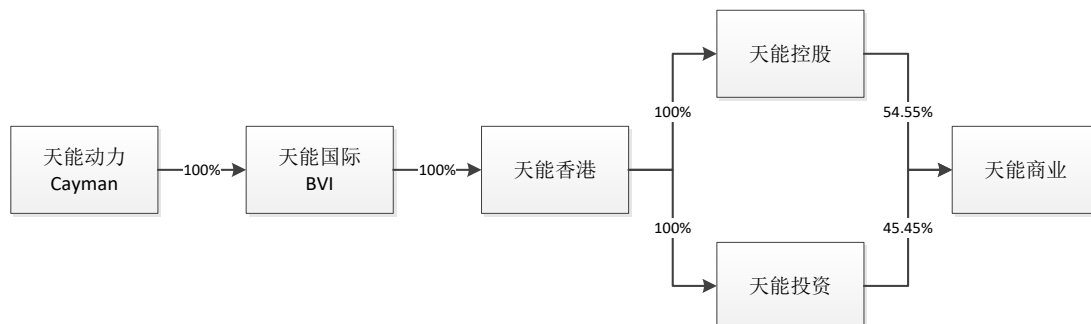 天能控股
100%
54.55%
天能动力
Cayman
100%
天能国际
BVI
100%
天能香港
天能商业
100%
45.45%
天能投资